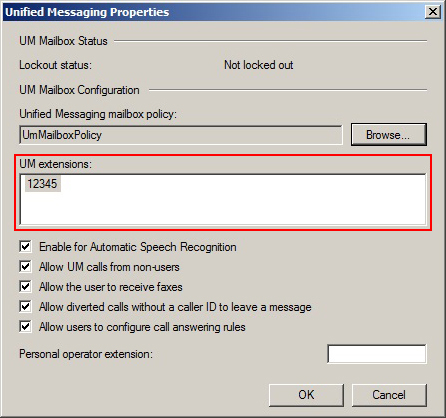 Unified Messaging Properties
UM Mailbox Status
Lockout status: Not locked out
UM Mailbox Configuration
Unified Messaging mailbox policy:
UmMailboxPolicy Browse...
UM extensions:
12345
Enable for Automatic Speech Recognition
Allow UM calls from non-users
Allow the user to receive faxes
Allow diverted calls without a caller ID to leave a message
Allow users to configure call answering rules
Personal operator extension:
OK Cancel